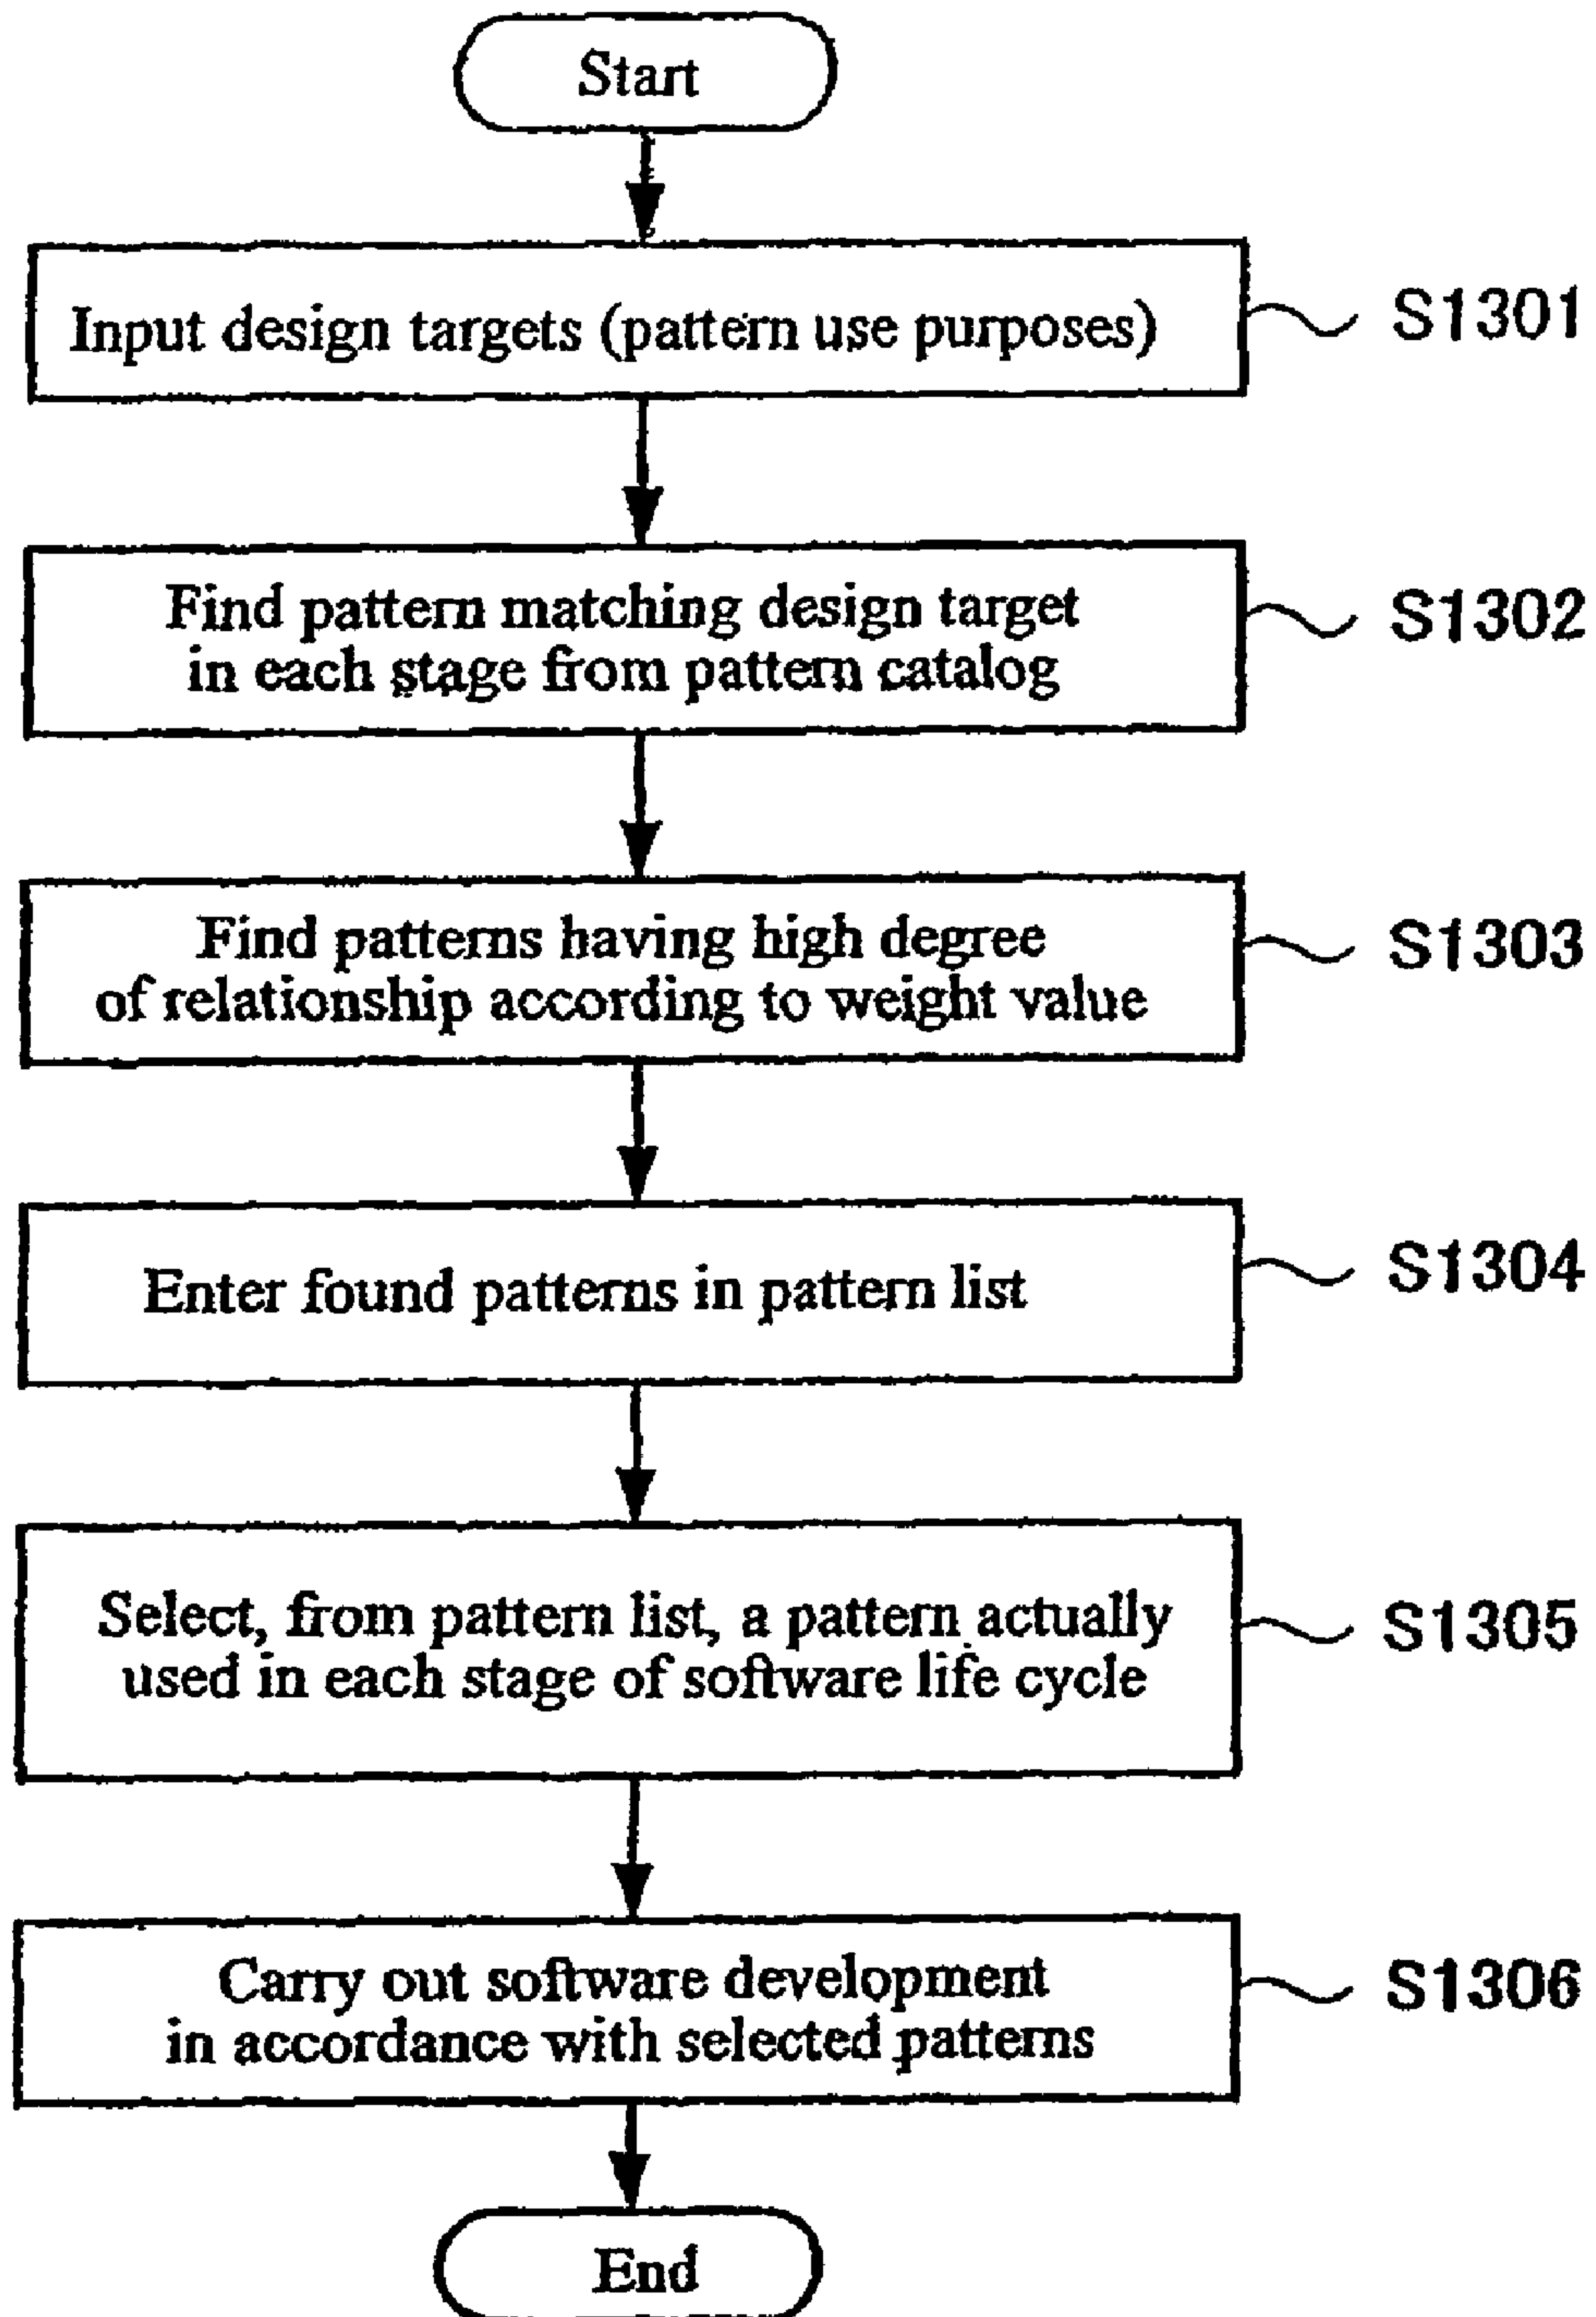 Start
Input design targets (pattern use purposes)
S1301
Find pattern matching design target
in each stage from pattern catalog
S1302
Find patterns having high degree
of relationship according to weight value
S1303
Enter found patterns in pattern list
S1304
Select, from pattern list, a pattern actually
used in each stage of software life cycle
S1305
Carry out software development
in accordance with selected patterns
S1306
End